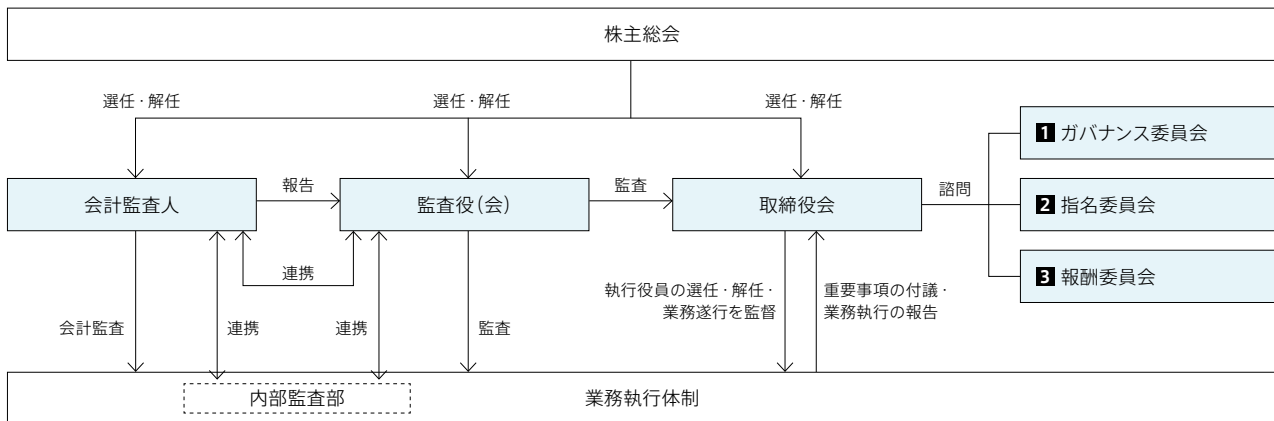 株主総会
選任・解任
選任・解任
選任・解任
1 ガバナンス委員会
会計監査人
報告
監査役(会)
監査
取締役会
諮問
2 指名委員会
連携
3 報酬委員会
会計監査
連携
連携
監査
執行役員の選任・解任・
業務遂行を監督
重要事項の付議・
業務執行の報告
内部監査部
業務執行体制